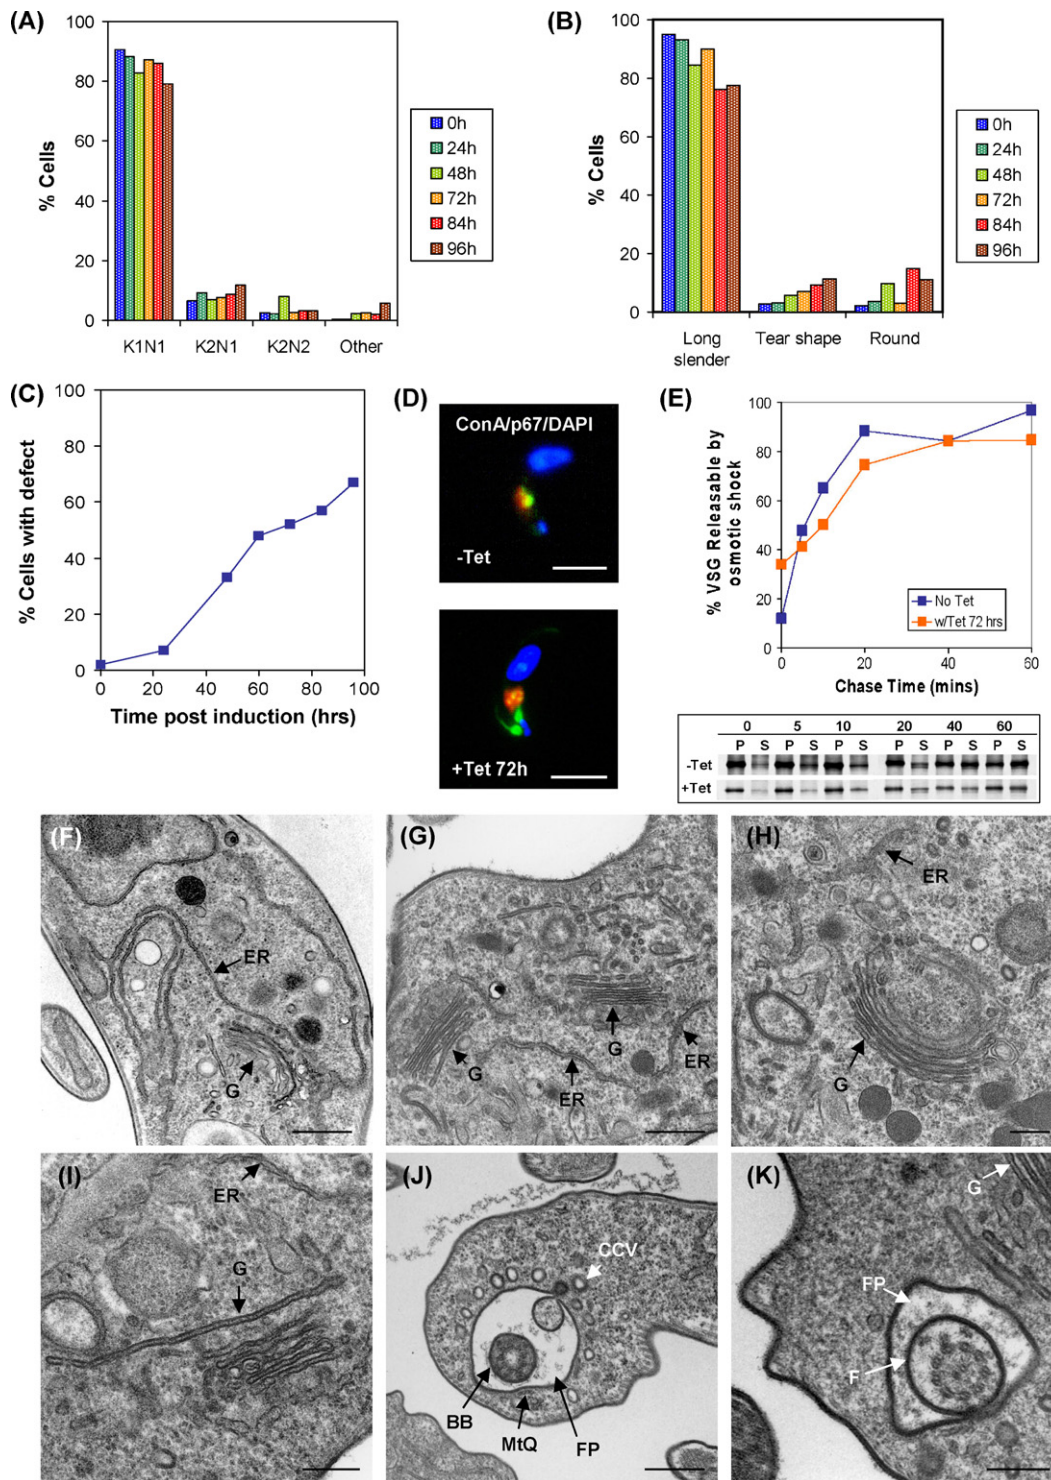 (A)
100
80
60
40
20
0
% Cells
K1N1 K2N1 K2N2 Other
0h
24h
48h
72h
84h
96h
(B)
100
80
60
40
20
0
% Cells
Long slender Tear shape Round
0h
24h
48h
72h
84h
96h
(C)
100
80
60
40
20
0
% Cells with defect
0 20 40 60 80 100
Time post induction (hrs)
(D)
ConA/p67/DAPI
-Tet
+Tet 72h
(E)
100
80
60
40
20
0
% VSG Releasable by
osmotic shock
No Tet
w/Tet 72 hrs
0 20 40 60
Chase Time (mins)
0 5 10 20 40 60
P S P S P S P S P S P S
-Tet
+Tet
(F)
ER
G
(G)
G
G
ER
ER
(H)
ER
G
(I)
ER
G
(J)
CCV
BB
MtQ
FP
(K)
G
FP
F